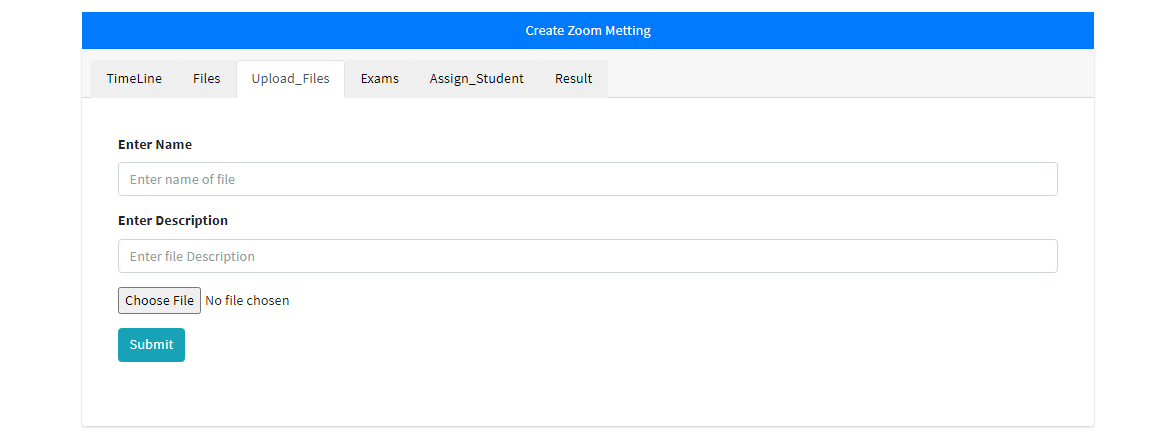 Create Zoom Metting
TimeLine Files Upload_Files Exams Assign_Student Result
Enter Name
Enter name of file
Enter Description
Enter file Description
Choose File No file chosen
Submit